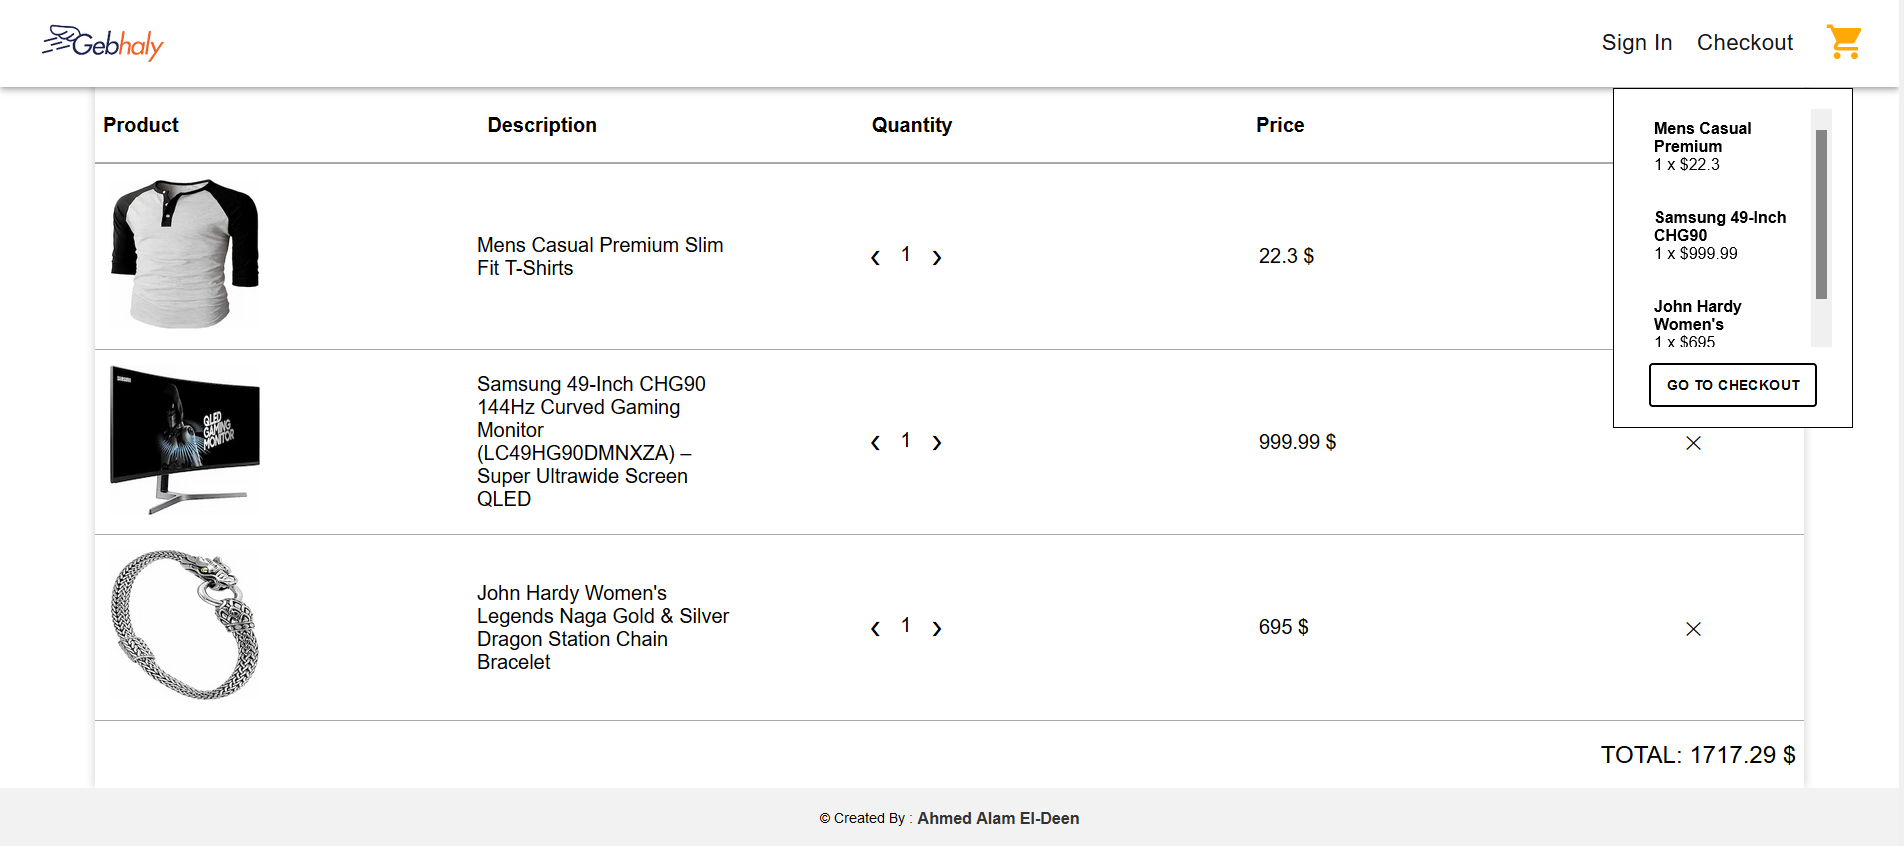 Gebhaly
Sign In
Checkout
Product
Description
Quantity
Price
Mens Casual Premium Slim
Fit T-Shirts
1
22.3 $
SAMSUNG
QLED
GAMING
MONITOR
Samsung 49-Inch CHG90
144Hz Curved Gaming
Monitor
(LC49HG90DMNXZA) –
Super Ultrawide Screen
QLED
1
999.99 $
John Hardy Women's
Legends Naga Gold & Silver
Dragon Station Chain
Bracelet
1
695 $
TOTAL: 1717.29 $
Mens Casual
Premium
1 x $22.3
Samsung 49-Inch
CHG90
1 x $999.99
John Hardy
Women's
1 x $695
GO TO CHECKOUT
© Created By : Ahmed Alam El-Deen